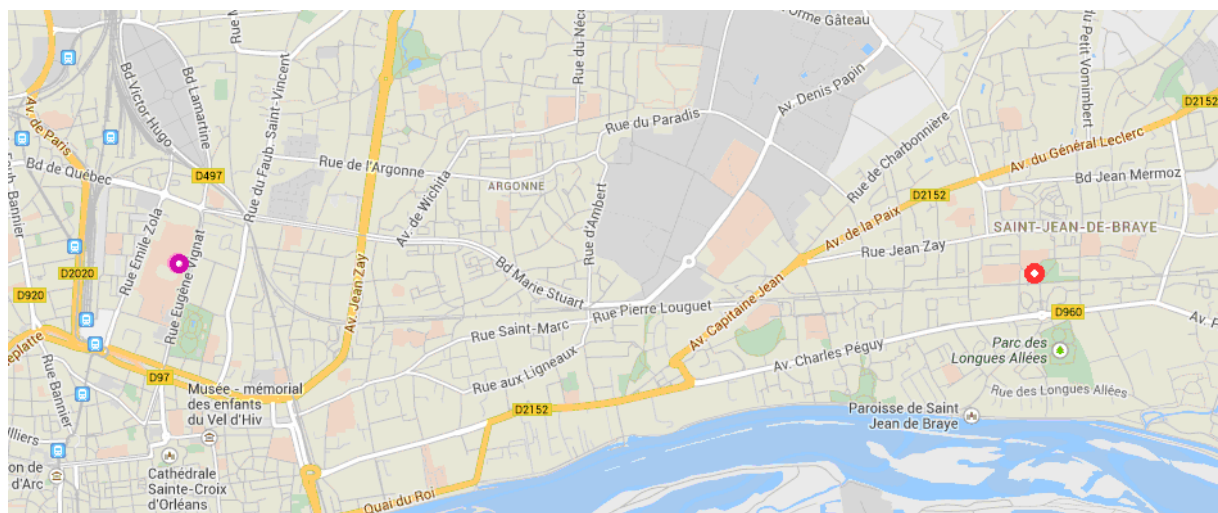 Orme Gâteau
du Petit Vomimbert
Rue du Néco
Bd Victor Hugo
Bd Lamartine
Rue du Faub. Saint-Vincent
Av. de Paris
Av. Denis Papin
D2152
Rue du Paradis
Rue de Charbonnière
Av. du Général Leclerc
Rue de l'Argonne
Bd de Québec
D497
ARGONNE
Bd Jean Mermoz
D2152
Faub. Bannier
Rue Emile Zola
Rue Eugène Vignat
Av. de Wichita
Rue d'Ambert
Av. de la Paix
SAINT-JEAN-DE-BRAYE
Rue Jean Zay
D2020
Bd Marie Stuart
D920
Av. Jean Zay
Rue Pierre Louguet
Av. Capitaine Jean
D960
Rue Saint-Marc
Parc des
Longues Allées
Av. Charles Péguy
Rue Bannier
D97
Rue aux Ligneaux
Musée - mémorial
des enfants
du Vel d'Hiv
Rue des Longues Allées
D2152
Paroisse de Saint
Jean de Braye
Cathédrale
Sainte-Croix
d'Orléans
d'Arc
Quai du Roi